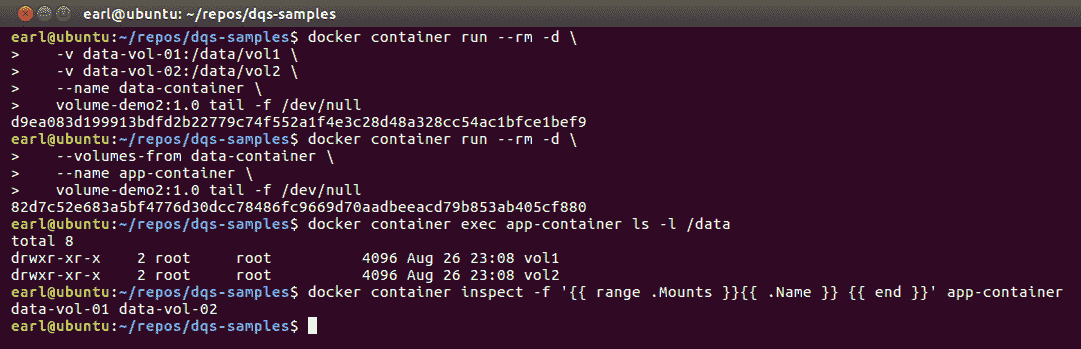 earl@ubuntu: ~/repos/dqs-samples
earl@ubuntu:~/repos/dqs-samples$ docker container run --rm -d \
>    -v data-vol-01:/data/vol1 \
>    -v data-vol-02:/data/vol2 \
>    --name data-container \
>    volume-demo2:1.0 tail -f /dev/null
d9ea083d199913bdfd2b22779c74f552a1f4e3c28d48a328cc54ac1bfce1bef9
earl@ubuntu:~/repos/dqs-samples$ docker container run --rm -d \
>    --volumes-from data-container \
>    --name app-container \
>    volume-demo2:1.0 tail -f /dev/null
82d7c52e683a5bf4776d30dcc78486fc9669d70aadbeeacd79b853ab405cf880
earl@ubuntu:~/repos/dqs-samples$ docker container exec app-container ls -l /data
total 8
drwxr-xr-x    2 root     root          4096 Aug 26 23:08 vol1
drwxr-xr-x    2 root     root          4096 Aug 26 23:08 vol2
earl@ubuntu:~/repos/dqs-samples$ docker container inspect -f '{{ range .Mounts }}{{ .Name }} {{ end }}' app-container
data-vol-01 data-vol-02
earl@ubuntu:~/repos/dqs-samples$